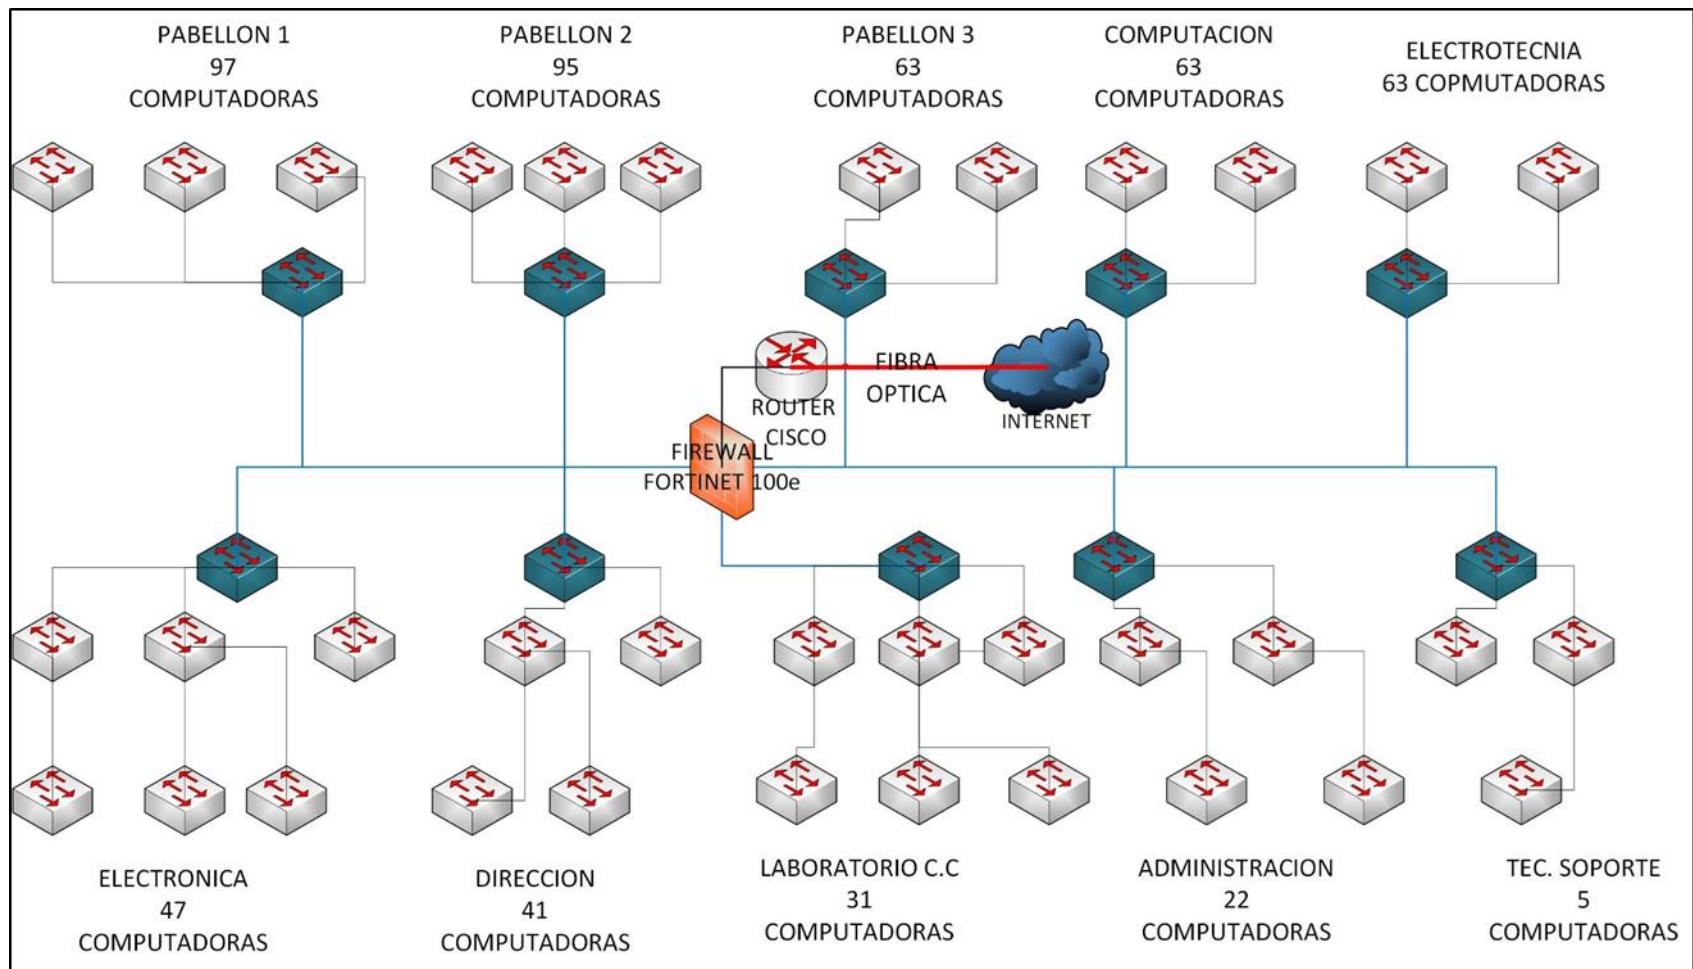 PABELLON 1
97
COMPUTADORAS
PABELLON 2
95
COMPUTADORAS
PABELLON 3
63
COMPUTADORAS
COMPUTACION
63
COMPUTADORAS
ELECTROTECNIA
63 COPMUTADORAS
FIBRA
OPTICA
ROUTER
CISCO
INTERNET
FIREWALL
FORTINET 100e
ELECTRONICA
47
COMPUTADORAS
DIRECCION
41
COMPUTADORAS
LABORATORIO C.C
31
COMPUTADORAS
ADMINISTRACION
22
COMPUTADORAS
TEC. SOPORTE
5
COMPUTADORAS